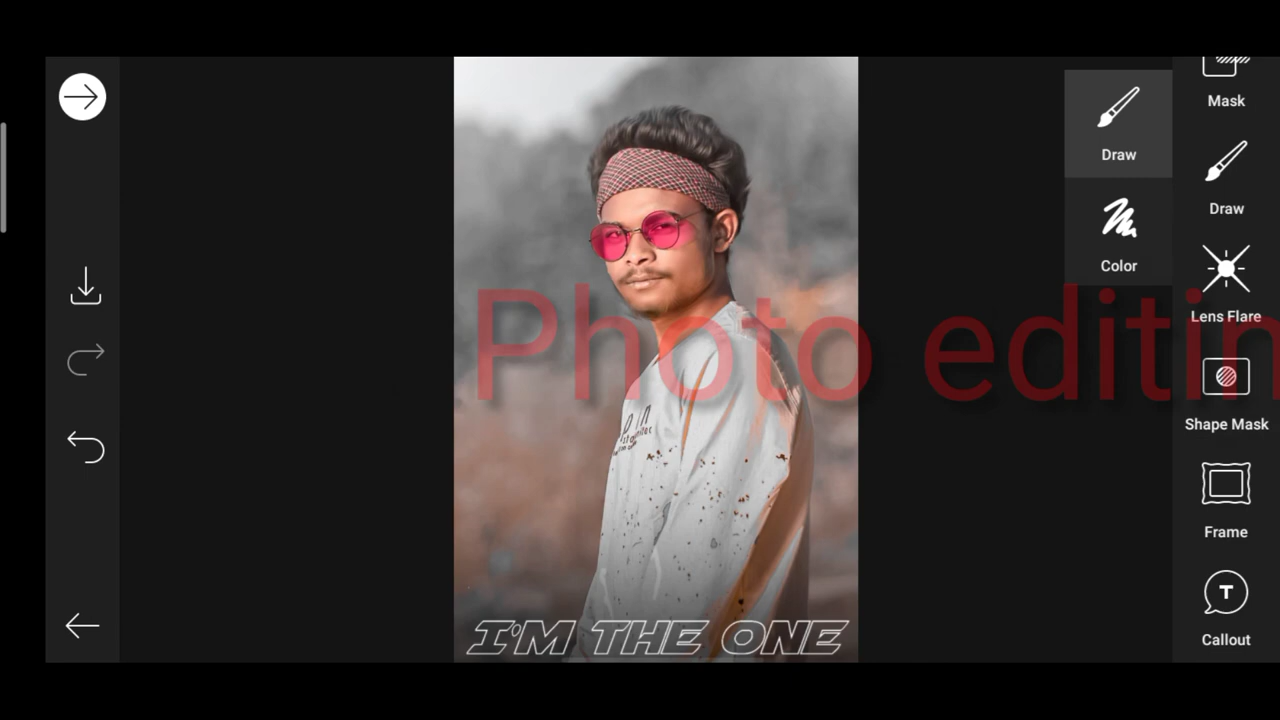 Mask
Draw
Draw
Color
Lens Flare
Photo editin
Shape Mask
Frame
T
Callout
I'M THE ONE